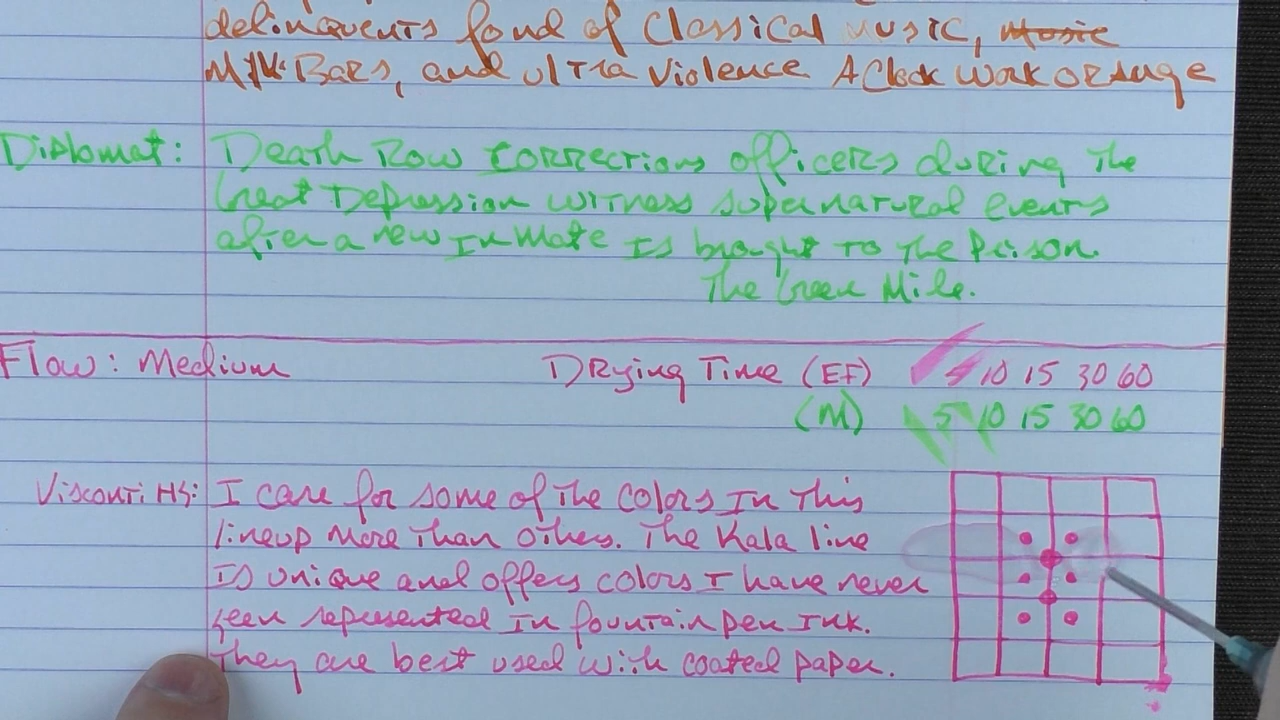 delinquents fond of Classical Music, Music
Milk Bars, and ultra Violence A Clock Work Orange
Diplomat: Death Row corrections officers during the
Great Depression witness supernatural events
after a new Inmate Is brought to the Prison.
The Green Mile.
Flow: Medium Drying Time (EF) 5 10 15 30 60
(M) 5 10 15 30 60
Visconti HS: I care for some of the colors In This
lineup More Than Others. The Kala line
Is unique and offers colors I have never
seen represented In fountain pen Ink.
They are best used with coated paper.